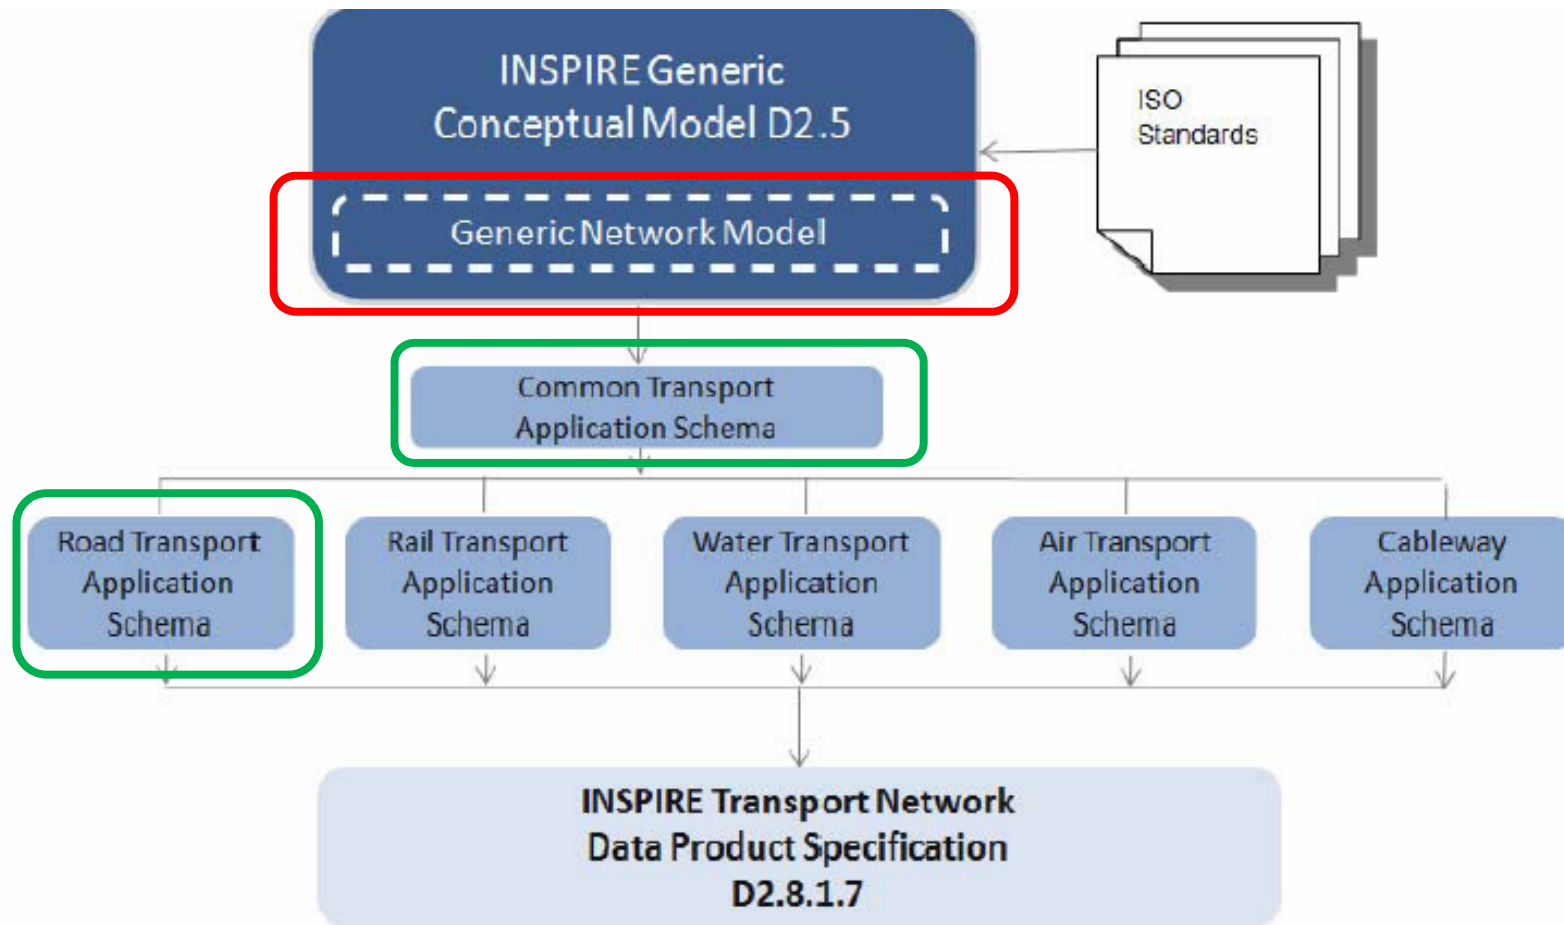 INSPIRE Generic
Conceptual Model D2.5
ISO
Standards
Generic Network Model
Common Transport
Application Schema
Road Transport
Application
Schema
Rail Transport
Application
Schema
Water Transport
Application
Schema
Air Transport
Application
Schema
Cableway
Application
Schema
INSPIRE Transport Network
Data Product Specification
D2.8.1.7